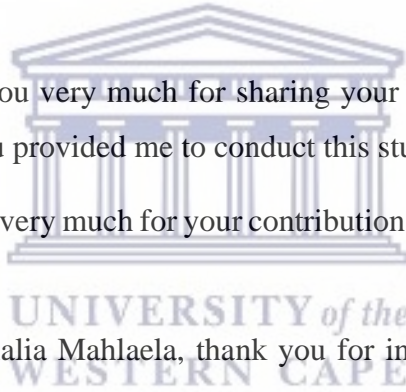 ou very much for sharing your
u provided me to conduct this stu
very much for your contribution
UNIVERSITY of the
alia Mahlaela, thank you for in
WESTERN CAPE